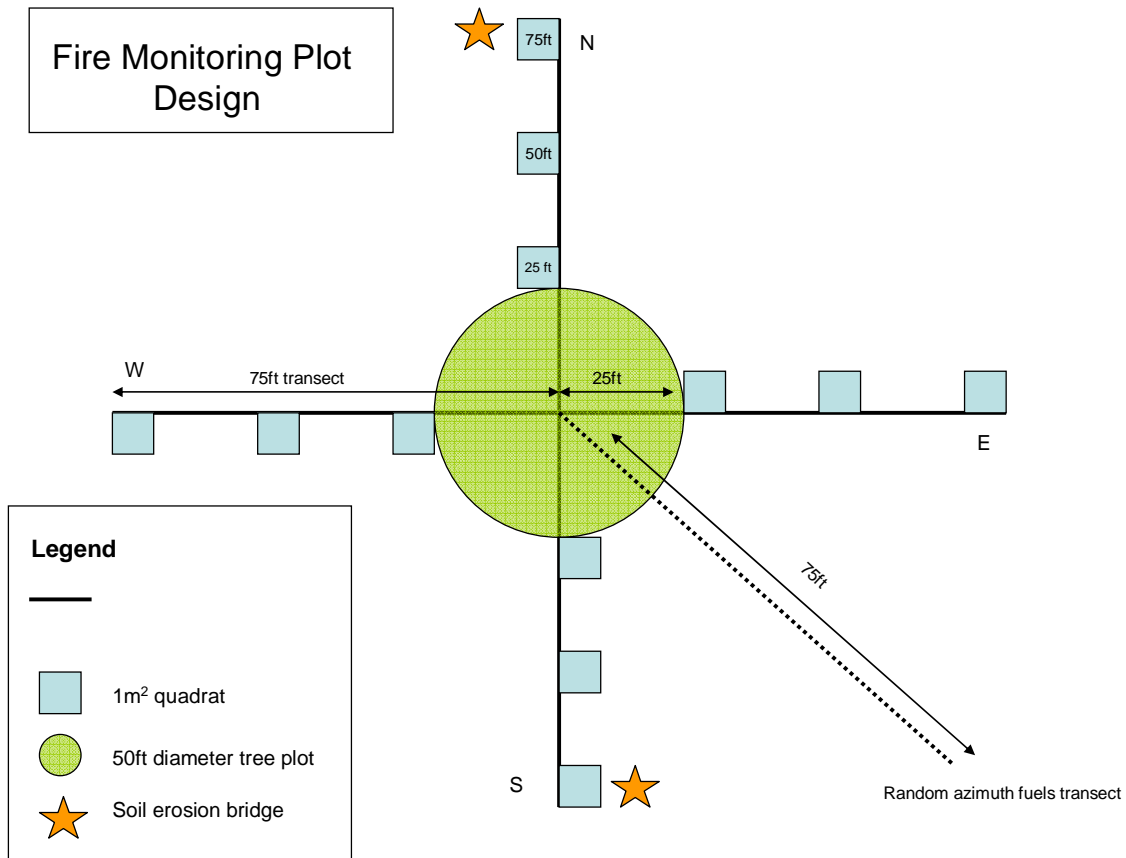 Fire Monitoring Plot
Design
75ft
N
50ft
25 ft
W
75ft transect
25ft
E
75ft
S
Random azimuth fuels transect
Legend
1m² quadrat
50ft diameter tree plot
Soil erosion bridge